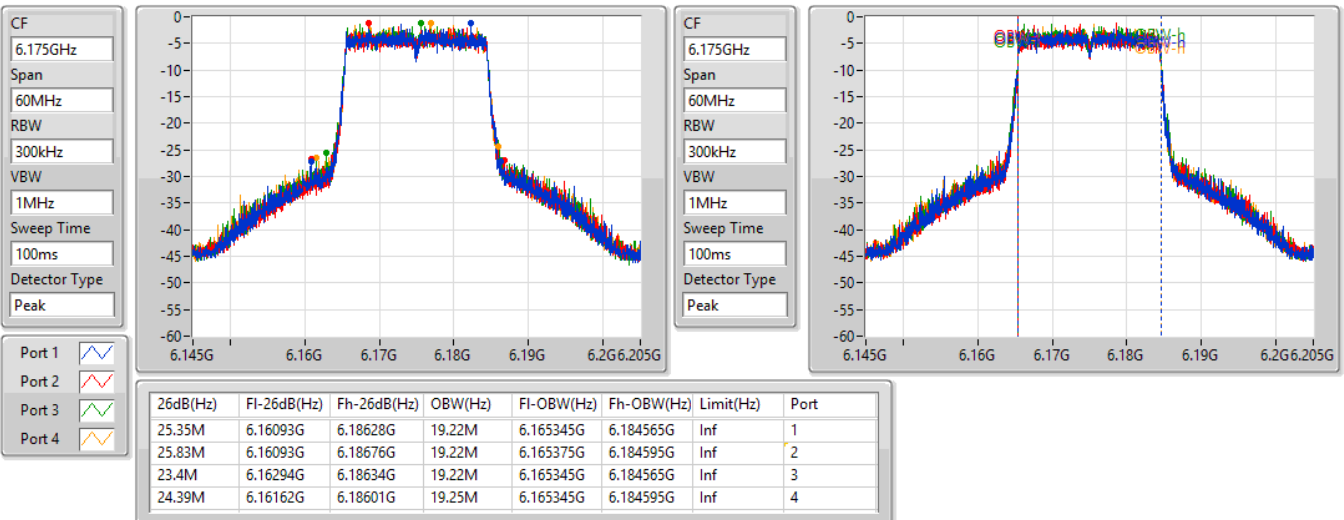 CF
6.175GHz
Span
60MHz
RBW
300kHz
VBW
1MHz
Sweep Time
100ms
Detector Type
Peak
0
-5
-10
-15
-20
-25
-30
-35
-40
-45
-50
-55
-60
6.145G 6.16G 6.17G 6.18G 6.19G 6.2G 6.205G
CF
6.175GHz
Span
60MHz
RBW
300kHz
VBW
1MHz
Sweep Time
100ms
Detector Type
Peak
0
-5
-10
-15
-20
-25
-30
-35
-40
-45
-50
-55
-60
6.145G 6.16G 6.17G 6.18G 6.19G 6.2G 6.205G
Port 1
Port 2
Port 3
Port 4
26dB(Hz) Fl-26dB(Hz) Fh-26dB(Hz) OBW(Hz) Fl-OBW(Hz) Fh-OBW(Hz) Limit(Hz) Port
25.35M 6.16093G 6.18628G 19.22M 6.165345G 6.184565G Inf 1
25.83M 6.16093G 6.18676G 19.22M 6.165375G 6.184595G Inf 2
23.4M 6.16294G 6.18634G 19.22M 6.165345G 6.184565G Inf 3
24.39M 6.16162G 6.18601G 19.25M 6.165345G 6.184595G Inf 4